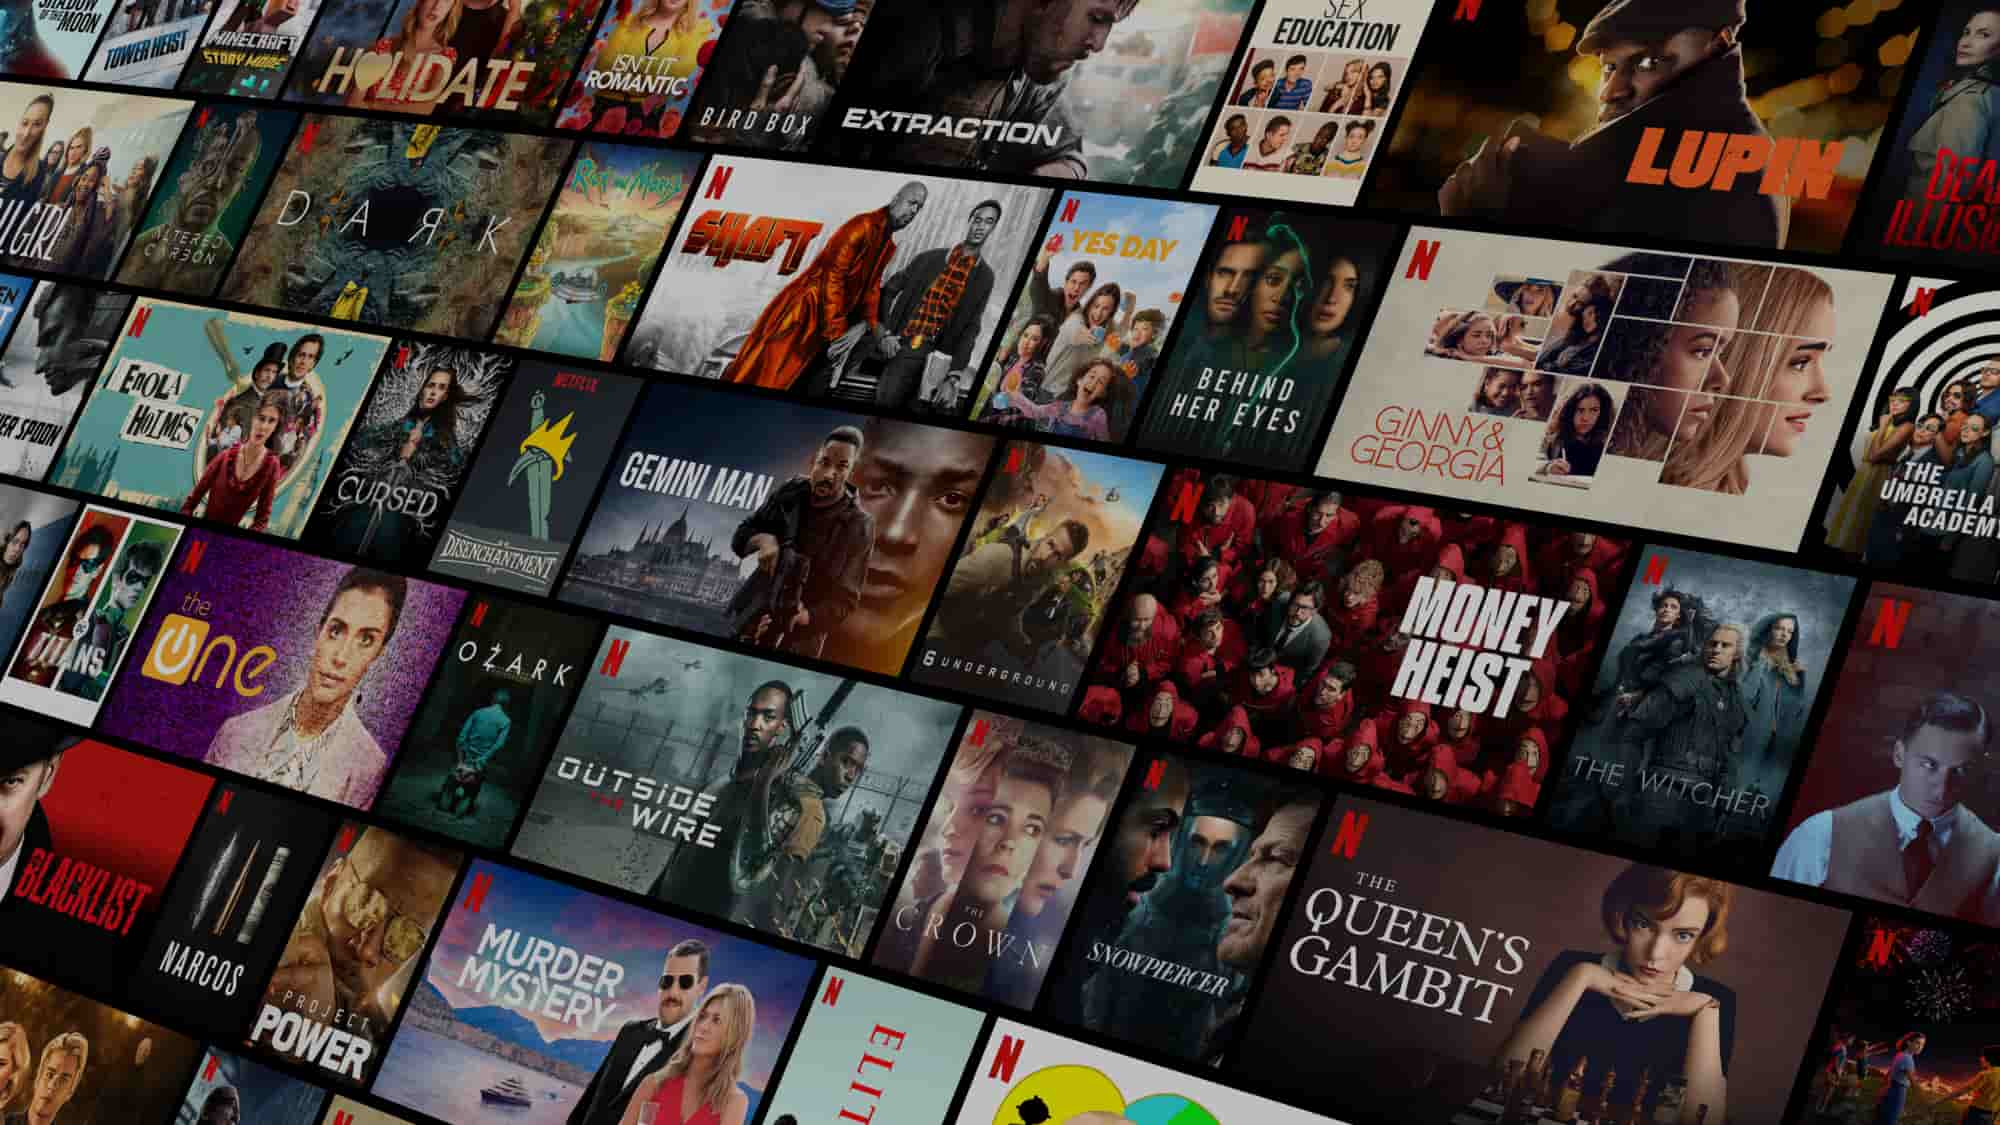 SHADOW
OF THE
MOON
TOWER HEIST
MINECRAFT
STORY MODE
HOLIDATE
ISN'T IT
ROMANTIC
BIRD BOX
EXTRACTION
SEX
EDUCATION
N
LUPIN
ALTERED
CARBON
N
N
DARK
Rick and Morty
N
SHAFT
N
YES DAY
N
BEHIND
HER EYES
N
GINNY &
GEORGIA
N
THE
UMBRELLA
ACADEMY
ER SPOON
N
ENOLA
HOLMES
N
CURSED
NETFLIX
DISENCHANTMENT
GEMINI MAN
N
6 UNDERGROUND
N
MONEY
HEIST
N
THE WITCHER
N
N
TITANS
N
the
One
N
OZARK
N
OUTSIDE
THE
WIRE
N
THE
CROWN
N
SNOWPIERCER
N
THE
QUEEN'S
GAMBIT
N
BLACKLIST
N
NARCOS
N
PROJECT
POWER
N
MURDER
MYSTERY
N
ELIT
N
N
N